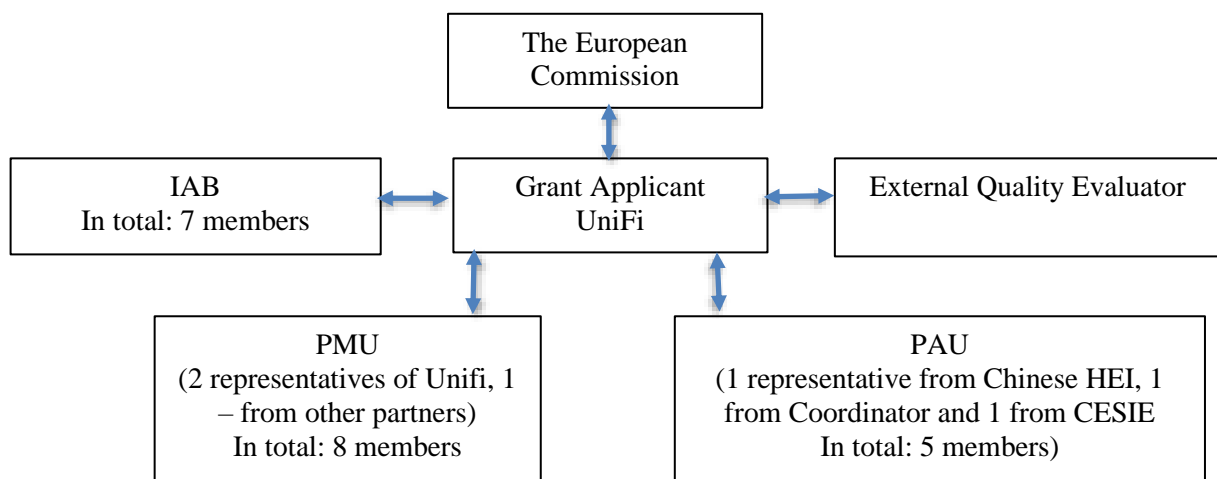 The European
Commission
IAB
In total: 7 members
Grant Applicant
UniFi
External Quality Evaluator
PMU
(2 representatives of Unifi, 1
– from other partners)
In total: 8 members
PAU
(1 representative from Chinese HEI, 1
from Coordinator and 1 from CESIE
In total: 5 members)